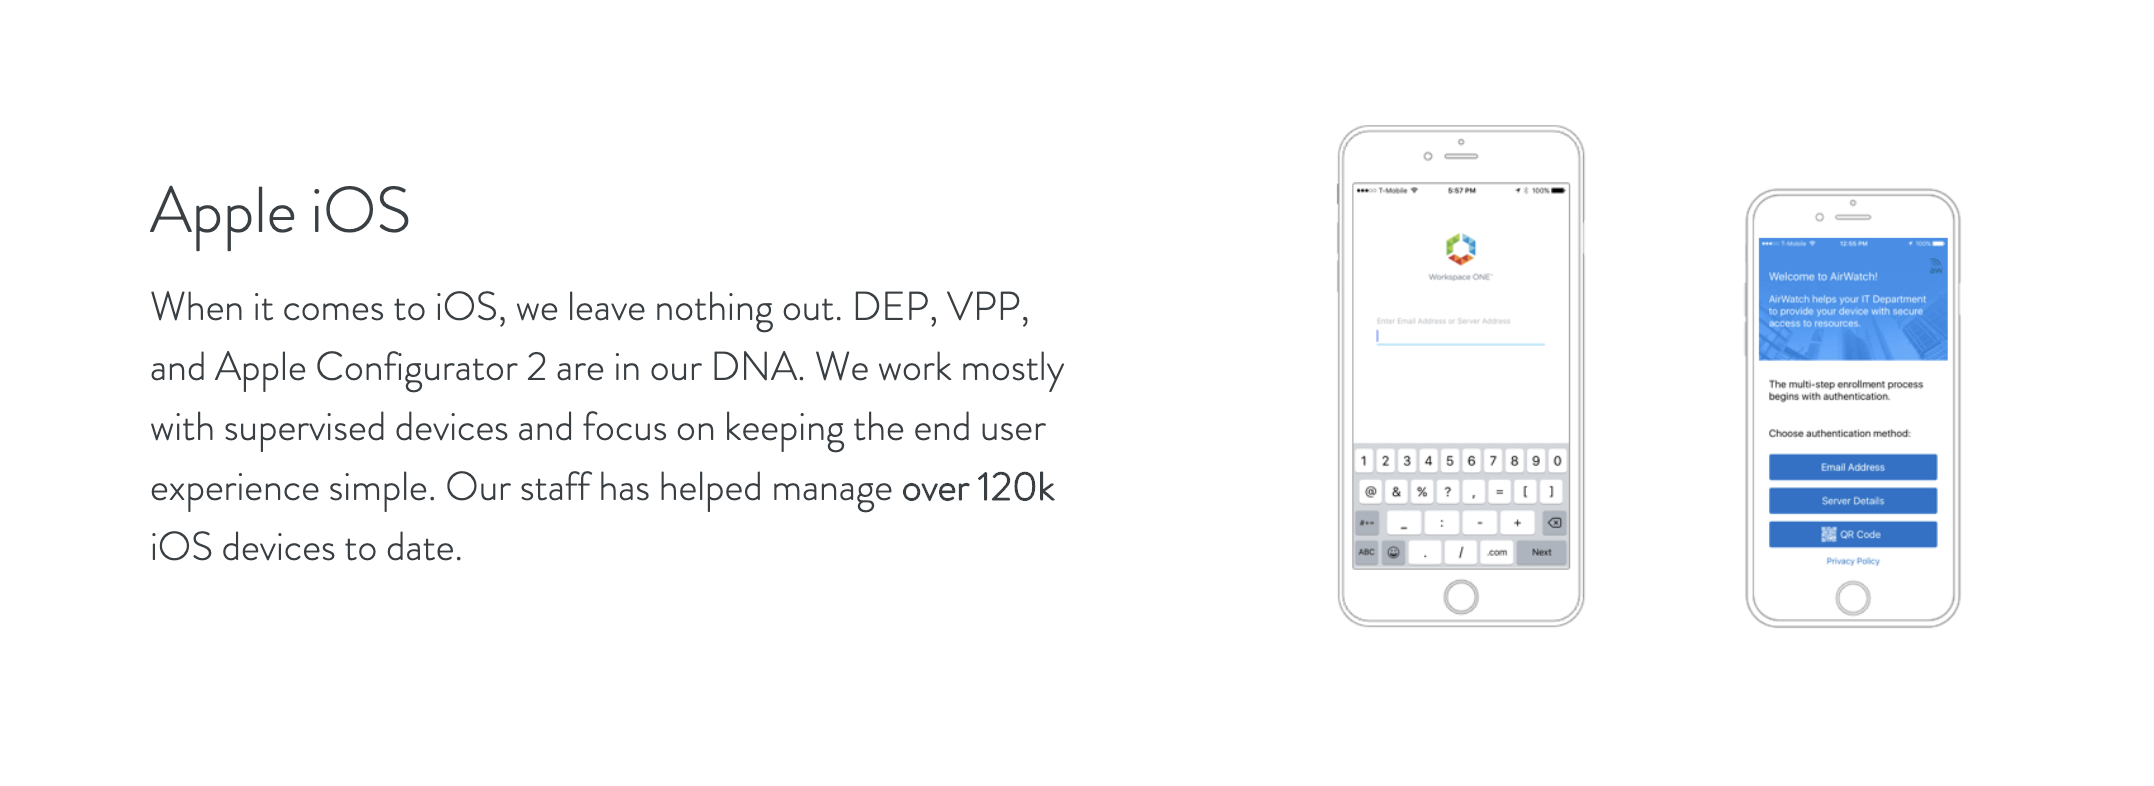 Apple iOS
When it comes to iOS, we leave nothing out. DEP, VPP,
and Apple Configurator 2 are in our DNA. We work mostly
with supervised devices and focus on keeping the end user
experience simple. Our staff has helped manage over 120k
iOS devices to date.
T-Mobile 5:57 PM 100%
Workspace ONE
Enter Email Address or Server Address
1 2 3 4 5 6 7 8 9 0
@ & % ? , = [ ]
#+= _ : - +
ABC . / .com Next
T-Mobile 12:55 PM 100%
aw
Welcome to AirWatch!
AirWatch helps your IT Department
to provide your device with secure
access to resources.
The multi-step enrollment process
begins with authentication.
Choose authentication method:
Email Address
Server Details
QR Code
Privacy Policy